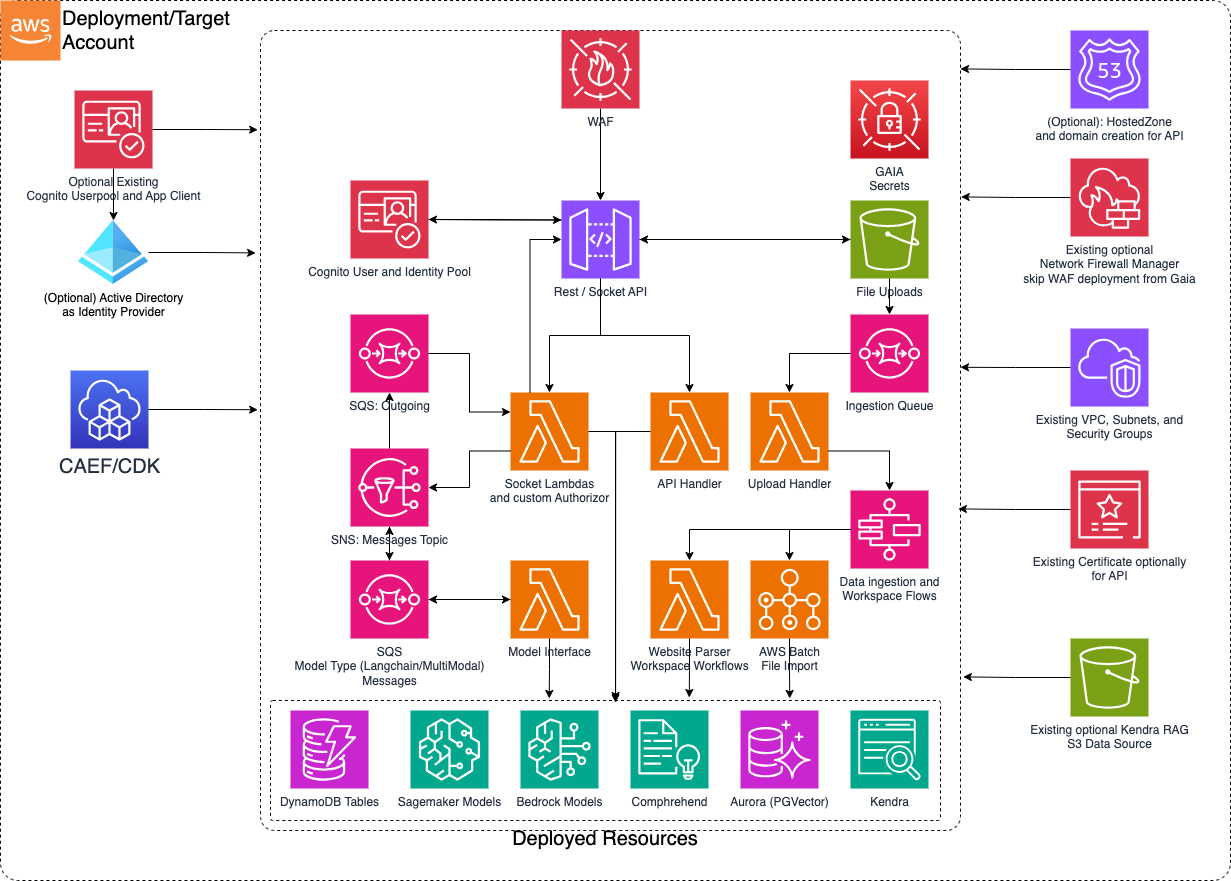 aws
Deployment/Target
Account
WAF
53
(Optional): HostedZone
and domain creation for API
GAIA
Secrets
Optional Existing
Cognito Userpool and App Client
Existing optional
Network Firewall Manager
skip WAF deployment from Gaia
Cognito User and Identity Pool
</>
Rest / Socket API
File Uploads
(Optional) Active Directory
as Identity Provider
SQS: Outgoing
Ingestion Queue
Existing VPC, Subnets, and
Security Groups
CAEF/CDK
Socket Lambdas
and custom Authorizor
API Handler
Upload Handler
SNS: Messages Topic
Existing Certificate optionally
for API
Data ingestion and
Workspace Flows
SQS
Model Type (Langchain/MultiModal)
Messages
Model Interface
Website Parser
Workspace Workflows
AWS Batch
File Import
Existing optional Kendra RAG
S3 Data Source
DynamoDB Tables
Sagemaker Models
Bedrock Models
Comphrehend
Aurora (PGVector)
Kendra
Deployed Resources